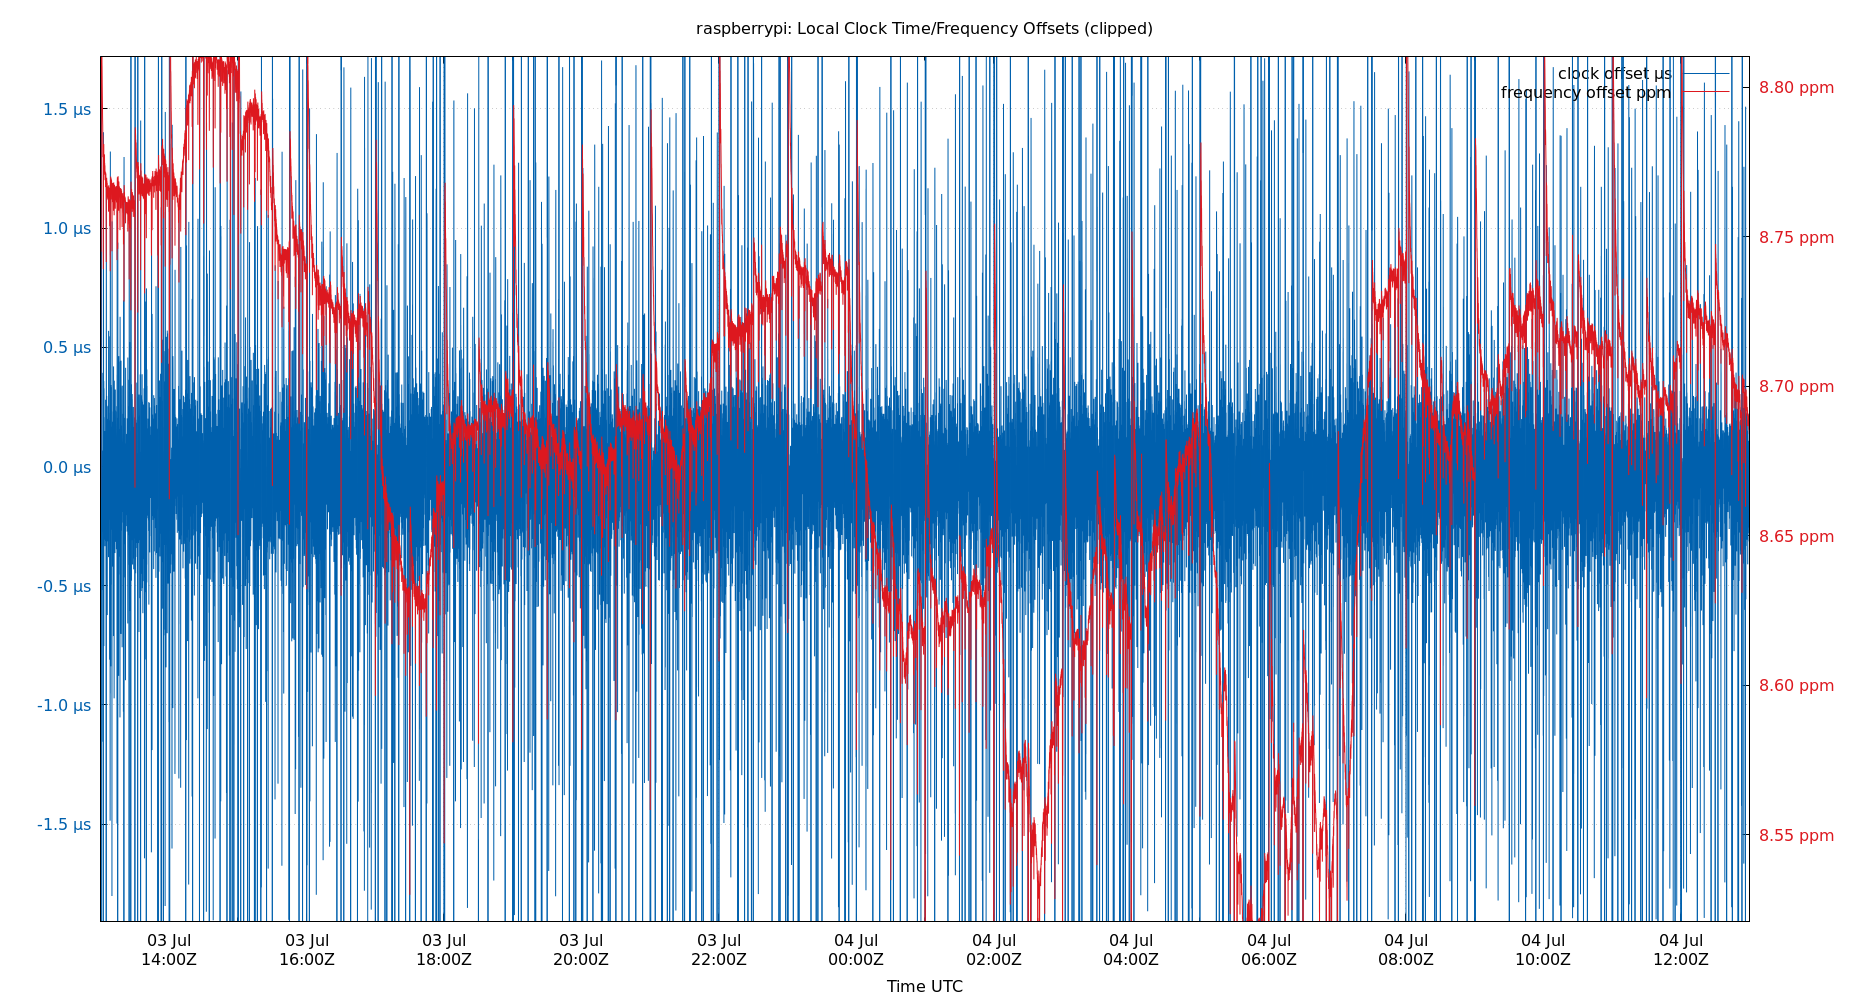 raspberrypi: Local Clock Time/Frequency Offsets (clipped)
clock offset µs
frequency offset ppm
1.5 µs
1.0 µs
0.5 µs
0.0 µs
-0.5 µs
-1.0 µs
-1.5 µs
8.80 ppm
8.75 ppm
8.70 ppm
8.65 ppm
8.60 ppm
8.55 ppm
03 Jul 03 Jul 03 Jul 03 Jul 03 Jul 04 Jul 04 Jul 04 Jul 04 Jul 04 Jul 04 Jul 04 Jul
14:00Z 16:00Z 18:00Z 20:00Z 22:00Z 00:00Z 02:00Z 04:00Z 06:00Z 08:00Z 10:00Z 12:00Z
Time UTC